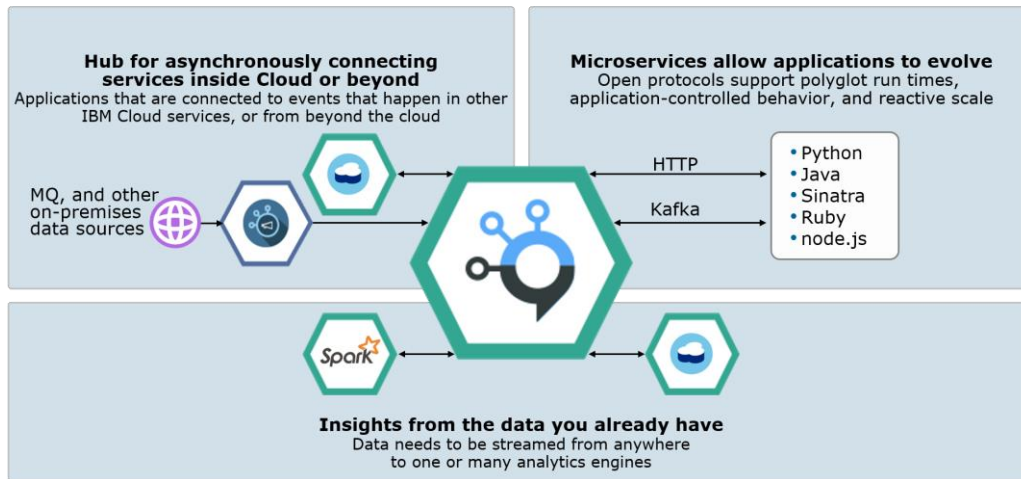 Hub for asynchronously connecting
services inside Cloud or beyond
Applications that are connected to events that happen in other
IBM Cloud services, or from beyond the cloud
MQ, and other
on-premises
data sources
Microservices allow applications to evolve
Open protocols support polyglot run times,
application-controlled behavior, and reactive scale
HTTP
Kafka
• Python
• Java
• Sinatra
• Ruby
• node.js
Spark
Insights from the data you already have
Data needs to be streamed from anywhere
to one or many analytics engines